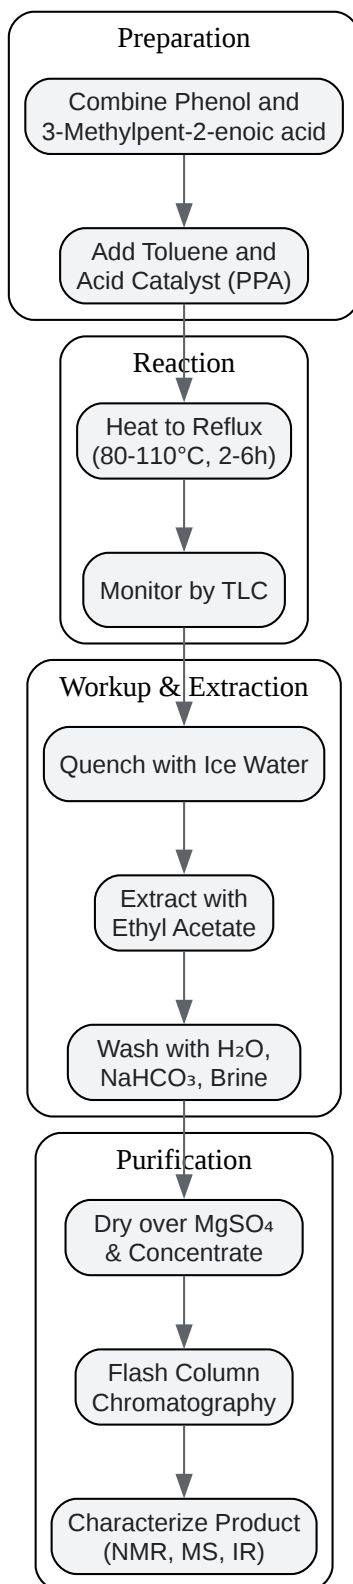 Preparation
Combine Phenol and
3-Methylpent-2-enoic acid
Add Toluene and
Acid Catalyst (PPA)
Reaction
Heat to Reflux
(80-110°C, 2-6h)
Monitor by TLC
Workup & Extraction
Quench with Ice Water
Extract with
Ethyl Acetate
Wash with H₂O,
NaHCO₃, Brine
Purification
Dry over MgSO₄
& Concentrate
Flash Column
Chromatography
Characterize Product
(NMR, MS, IR)